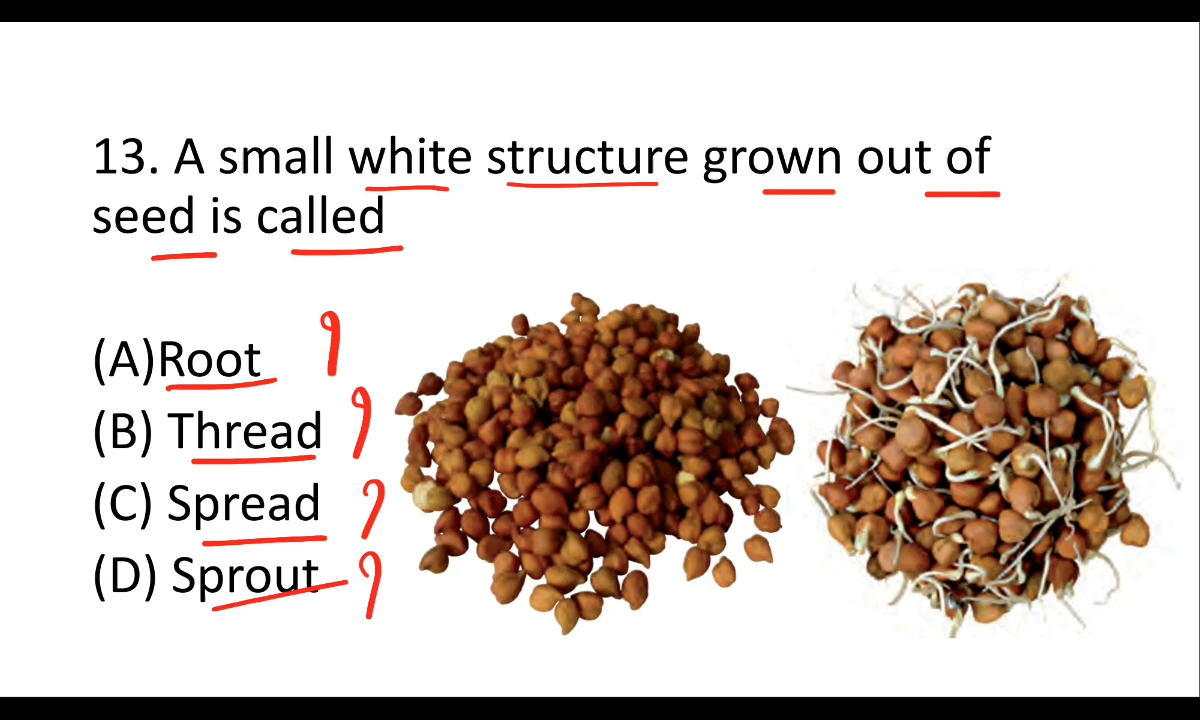 13. A small white structure grown out of
seed is called
(A)Root
(B) Thread
(C) Spread
(D) Sprout